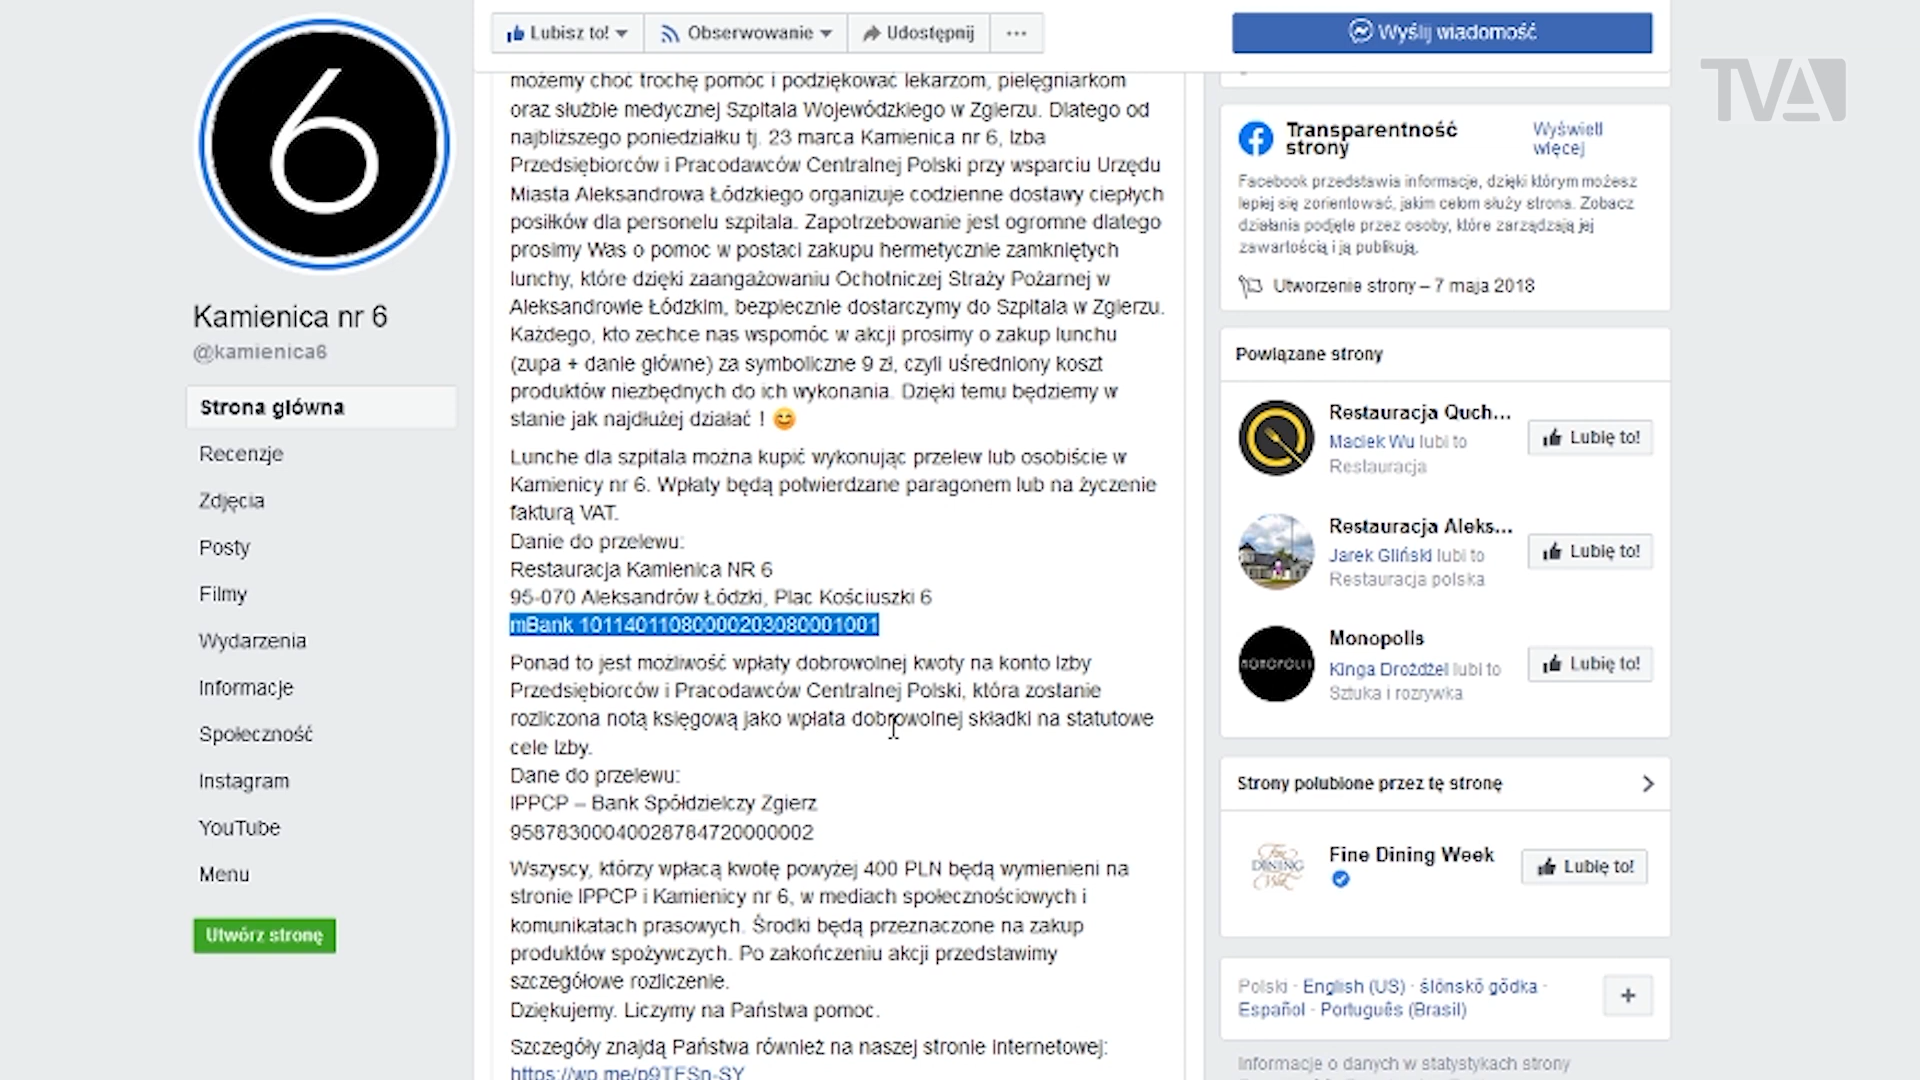 6
Kamienica nr 6
@kamienica6
Strona główna
Recenzje
Zdjęcia
Posty
Filmy
Wydarzenia
Informacje
Społeczność
Instagram
YouTube
Menu
Utwórz stronę
Lubisz to!
Obserwowanie
Udostępnij
możemy choć trochę pomóc i podziękować lekarzom, pielęgniarkom
oraz służbie medycznej Szpitala Wojewódzkiego w Zgierzu. Dlatego od
najbliższego poniedziałku tj. 23 marca Kamienica nr 6, Izba
Przedsiębiorców i Pracodawców Centralnej Polski przy wsparciu Urzędu
Miasta Aleksandrowa Łódzkiego organizuje codzienne dostawy ciepłych
posiłków dla personelu szpitala. Zapotrzebowanie jest ogromne dlatego
prosimy Was o pomoc w postaci zakupu hermetycznie zamkniętych
lunchy, które dzięki zaangażowaniu Ochotniczej Straży Pożarnej w
Aleksandrowie Łódzkim, bezpiecznie dostarczymy do Szpitala w Zgierzu.
Każdego, kto zechce nas wspomóc w akcji prosimy o zakup lunchu
(zupa + danie główne) za symboliczne 9 zł, czyli uśredniony koszt
produktów niezbędnych do ich wykonania. Dzięki temu będziemy w
stanie jak najdłużej działać ! 😊
Lunche dla szpitala można kupić wykonując przelew lub osobiście w
Kamienicy nr 6. Wpłaty będą potwierdzane paragonem lub na życzenie
fakturą VAT.
Danie do przelewu:
Restauracja Kamienica NR 6
95-070 Aleksandrów Łódzki, Plac Kościuszki 6
mBank 10114011080000203080001001
Ponad to jest możliwość wpłaty dobrowolnej kwoty na konto Izby
Przedsiębiorców i Pracodawców Centralnej Polski, która zostanie
rozliczona notą księgową jako wpłata dobrowolnej składki na statutowe
cele Izby.
Dane do przelewu:
IPPCP – Bank Spółdzielczy Zgierz
95878300040028784720000002
Wszyscy, którzy wpłacą kwotę powyżej 400 PLN będą wymienieni na
stronie IPPCP i Kamienicy nr 6, w mediach społecznościowych i
komunikatach prasowych. Środki będą przeznaczone na zakup
produktów spożywczych. Po zakończeniu akcji przedstawimy
szczegółowe rozliczenie.
Dziękujemy. Liczymy na Państwa pomoc.
Szczegóły znajdą Państwa również na naszej stronie internetowej:
https://wp.me/p9TFSn-SY
Wyślij wiadomość
TVA
Transparentność
strony
Wyświetl
więcej
Facebook przedstawia informacje, dzięki którym możesz
lepiej się zorientować, jakim celom służy strona. Zobacz
działania podjęte przez osoby, które zarządzają jej
zawartością i ją publikują.
Utworzenie strony – 7 maja 2018
Powiązane strony
Restauracja Quch...
Maciek Wu lubi to
Restauracja
Lubię to!
Restauracja Aleks...
Jarek Gliński lubi to
Restauracja polska
Lubię to!
MONOPOLIS
Monopolis
Kinga Drożdżel lubi to
Sztuka i rozrywka
Lubię to!
Strony polubione przez tę stronę
Fine
DINING
Week
Fine Dining Week
Lubię to!
Polski · English (US) · ślōnskŏ gŏdka ·
Español · Português (Brasil)
Informacje o danych w statystykach strony